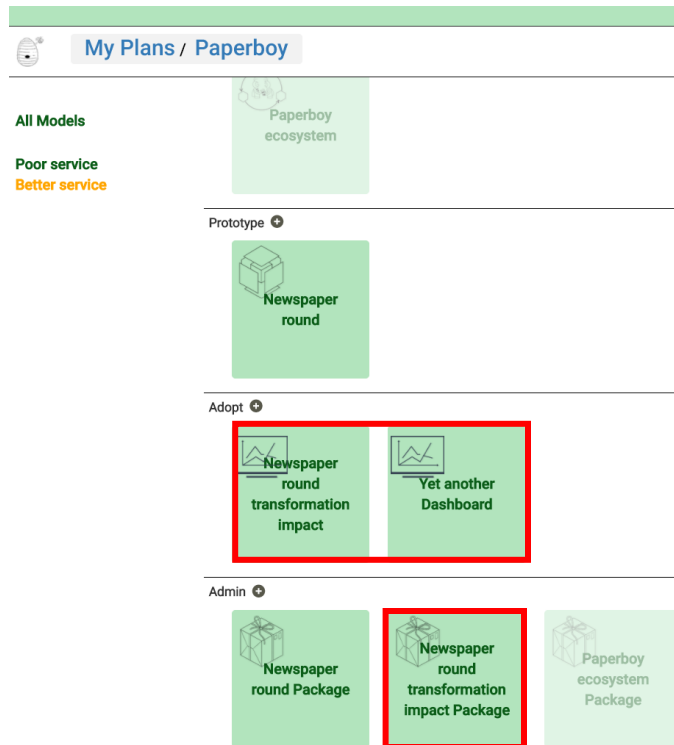 My Plans / Paperboy
All Models
Poor service
Better service
Paperboy
ecosystem
Prototype
Newspaper
round
Adopt
Newspaper
round
transformation
impact
Yet another
Dashboard
Admin
Newspaper
round Package
Newspaper
round
transformation
impact Package
Paperboy
ecosystem
Package